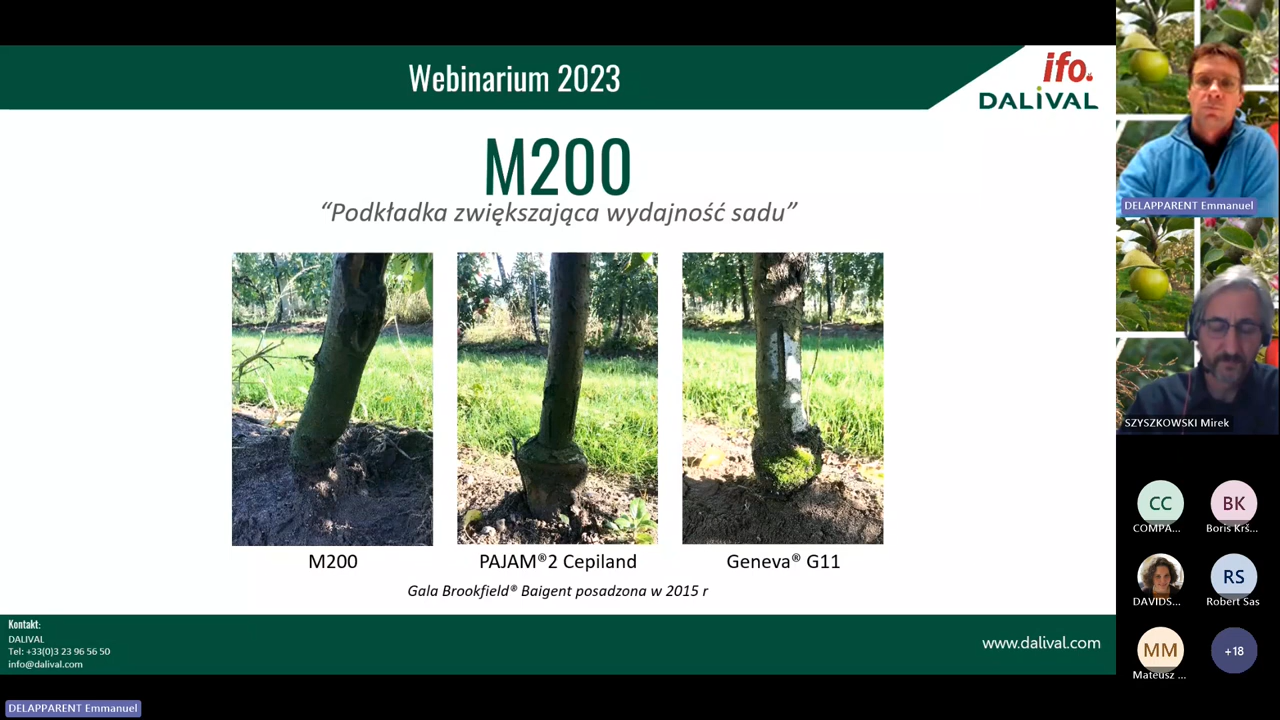 Webinarium 2023
ifo.
DALIVAL
M200
“Podkładka zwiększająca wydajność sadu”
M200
PAJAM®2 Cepiland
Geneva® G11
Gala Brookfield® Baigent posadzona w 2015 r
Kontakt:
DALIVAL
Tel: +33(0)3 23 96 56 50
info@dalival.com
www.dalival.com
DELAPPARENT Emmanuel
DELAPPARENT Emmanuel
SZYSZKOWSKI Mirek
CC
COMPA...
BK
Boris Krš...
DAVIDS...
RS
Robert Sas
MM
Mateusz ...
+18